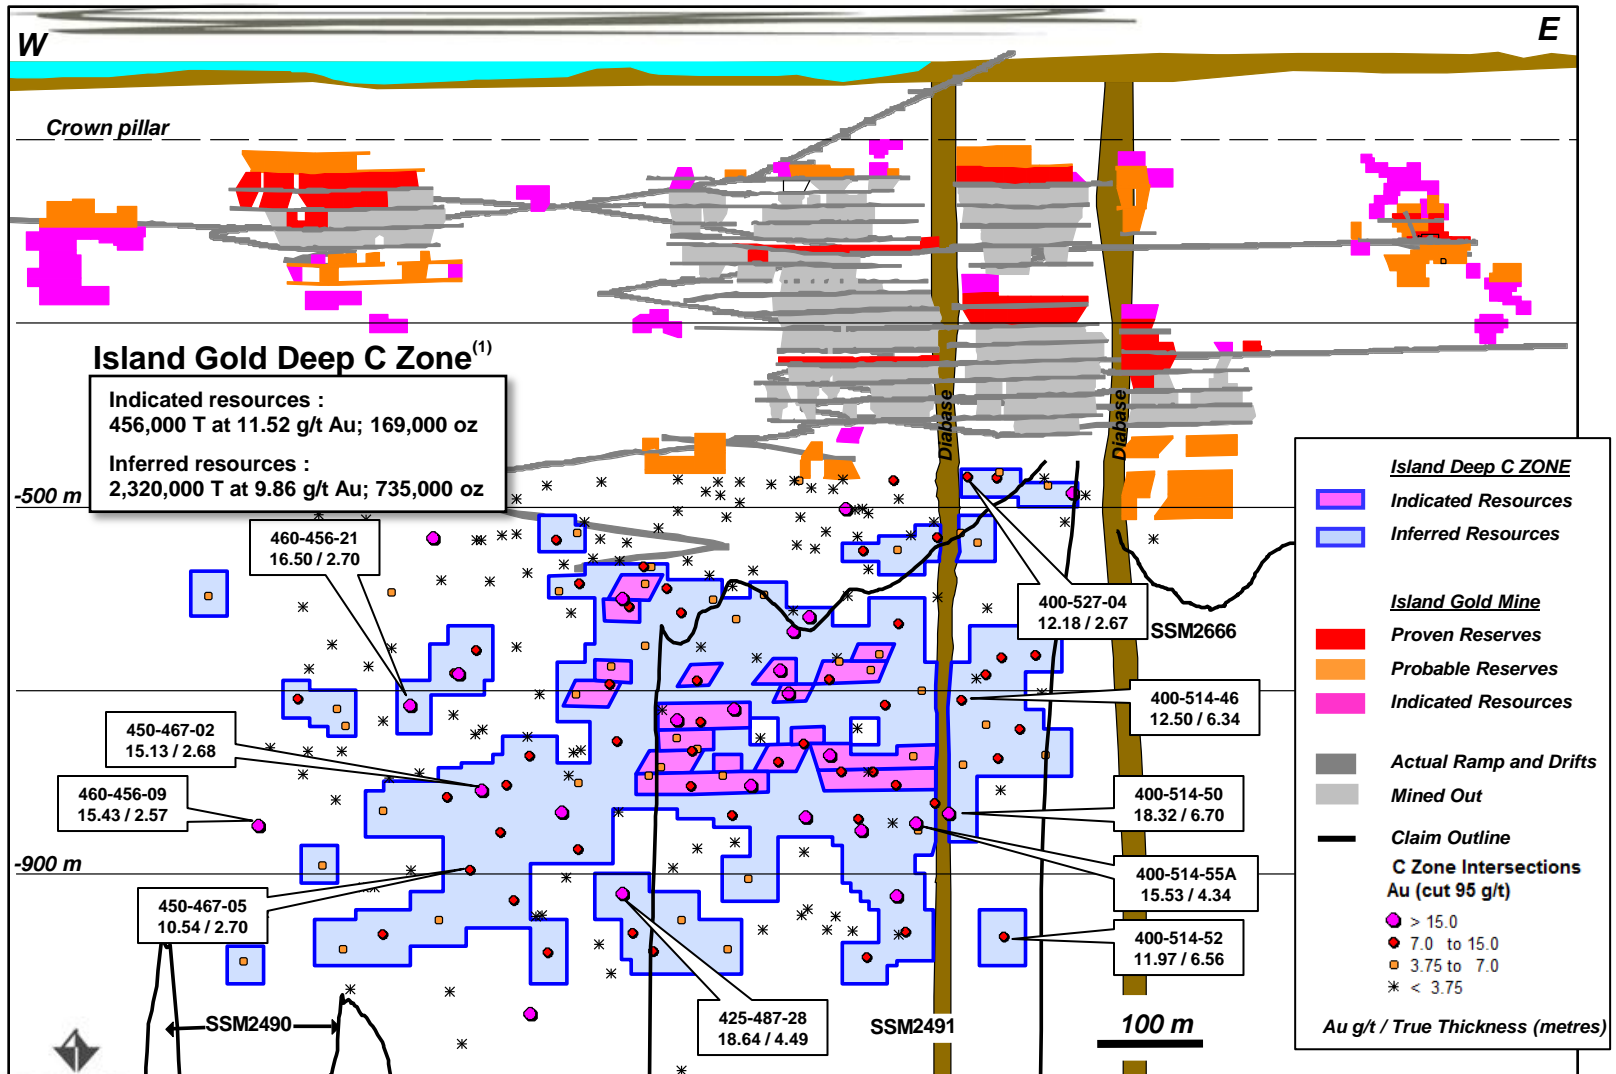 W
E
Crown pillar
Island Gold Deep C Zone(1)
Indicated resources :
456,000 T at 11.52 g/t Au; 169,000 oz
Inferred resources :
2,320,000 T at 9.86 g/t Au; 735,000 oz
Diabase
Diabase
-500 m
460-456-21
16.50 / 2.70
400-527-04
12.18 / 2.67
SSM2666
400-514-46
12.50 / 6.34
450-467-02
15.13 / 2.68
460-456-09
15.43 / 2.57
400-514-50
18.32 / 6.70
-900 m
400-514-55A
15.53 / 4.34
450-467-05
10.54 / 2.70
400-514-52
11.97 / 6.56
425-487-28
18.64 / 4.49
SSM2490
SSM2491
100 m
Island Deep C ZONE
Indicated Resources
Inferred Resources
Island Gold Mine
Proven Reserves
Probable Reserves
Indicated Resources
Actual Ramp and Drifts
Mined Out
Claim Outline
C Zone Intersections
Au (cut 95 g/t)
> 15.0
7.0 to 15.0
3.75 to 7.0
< 3.75
Au g/t / True Thickness (metres)